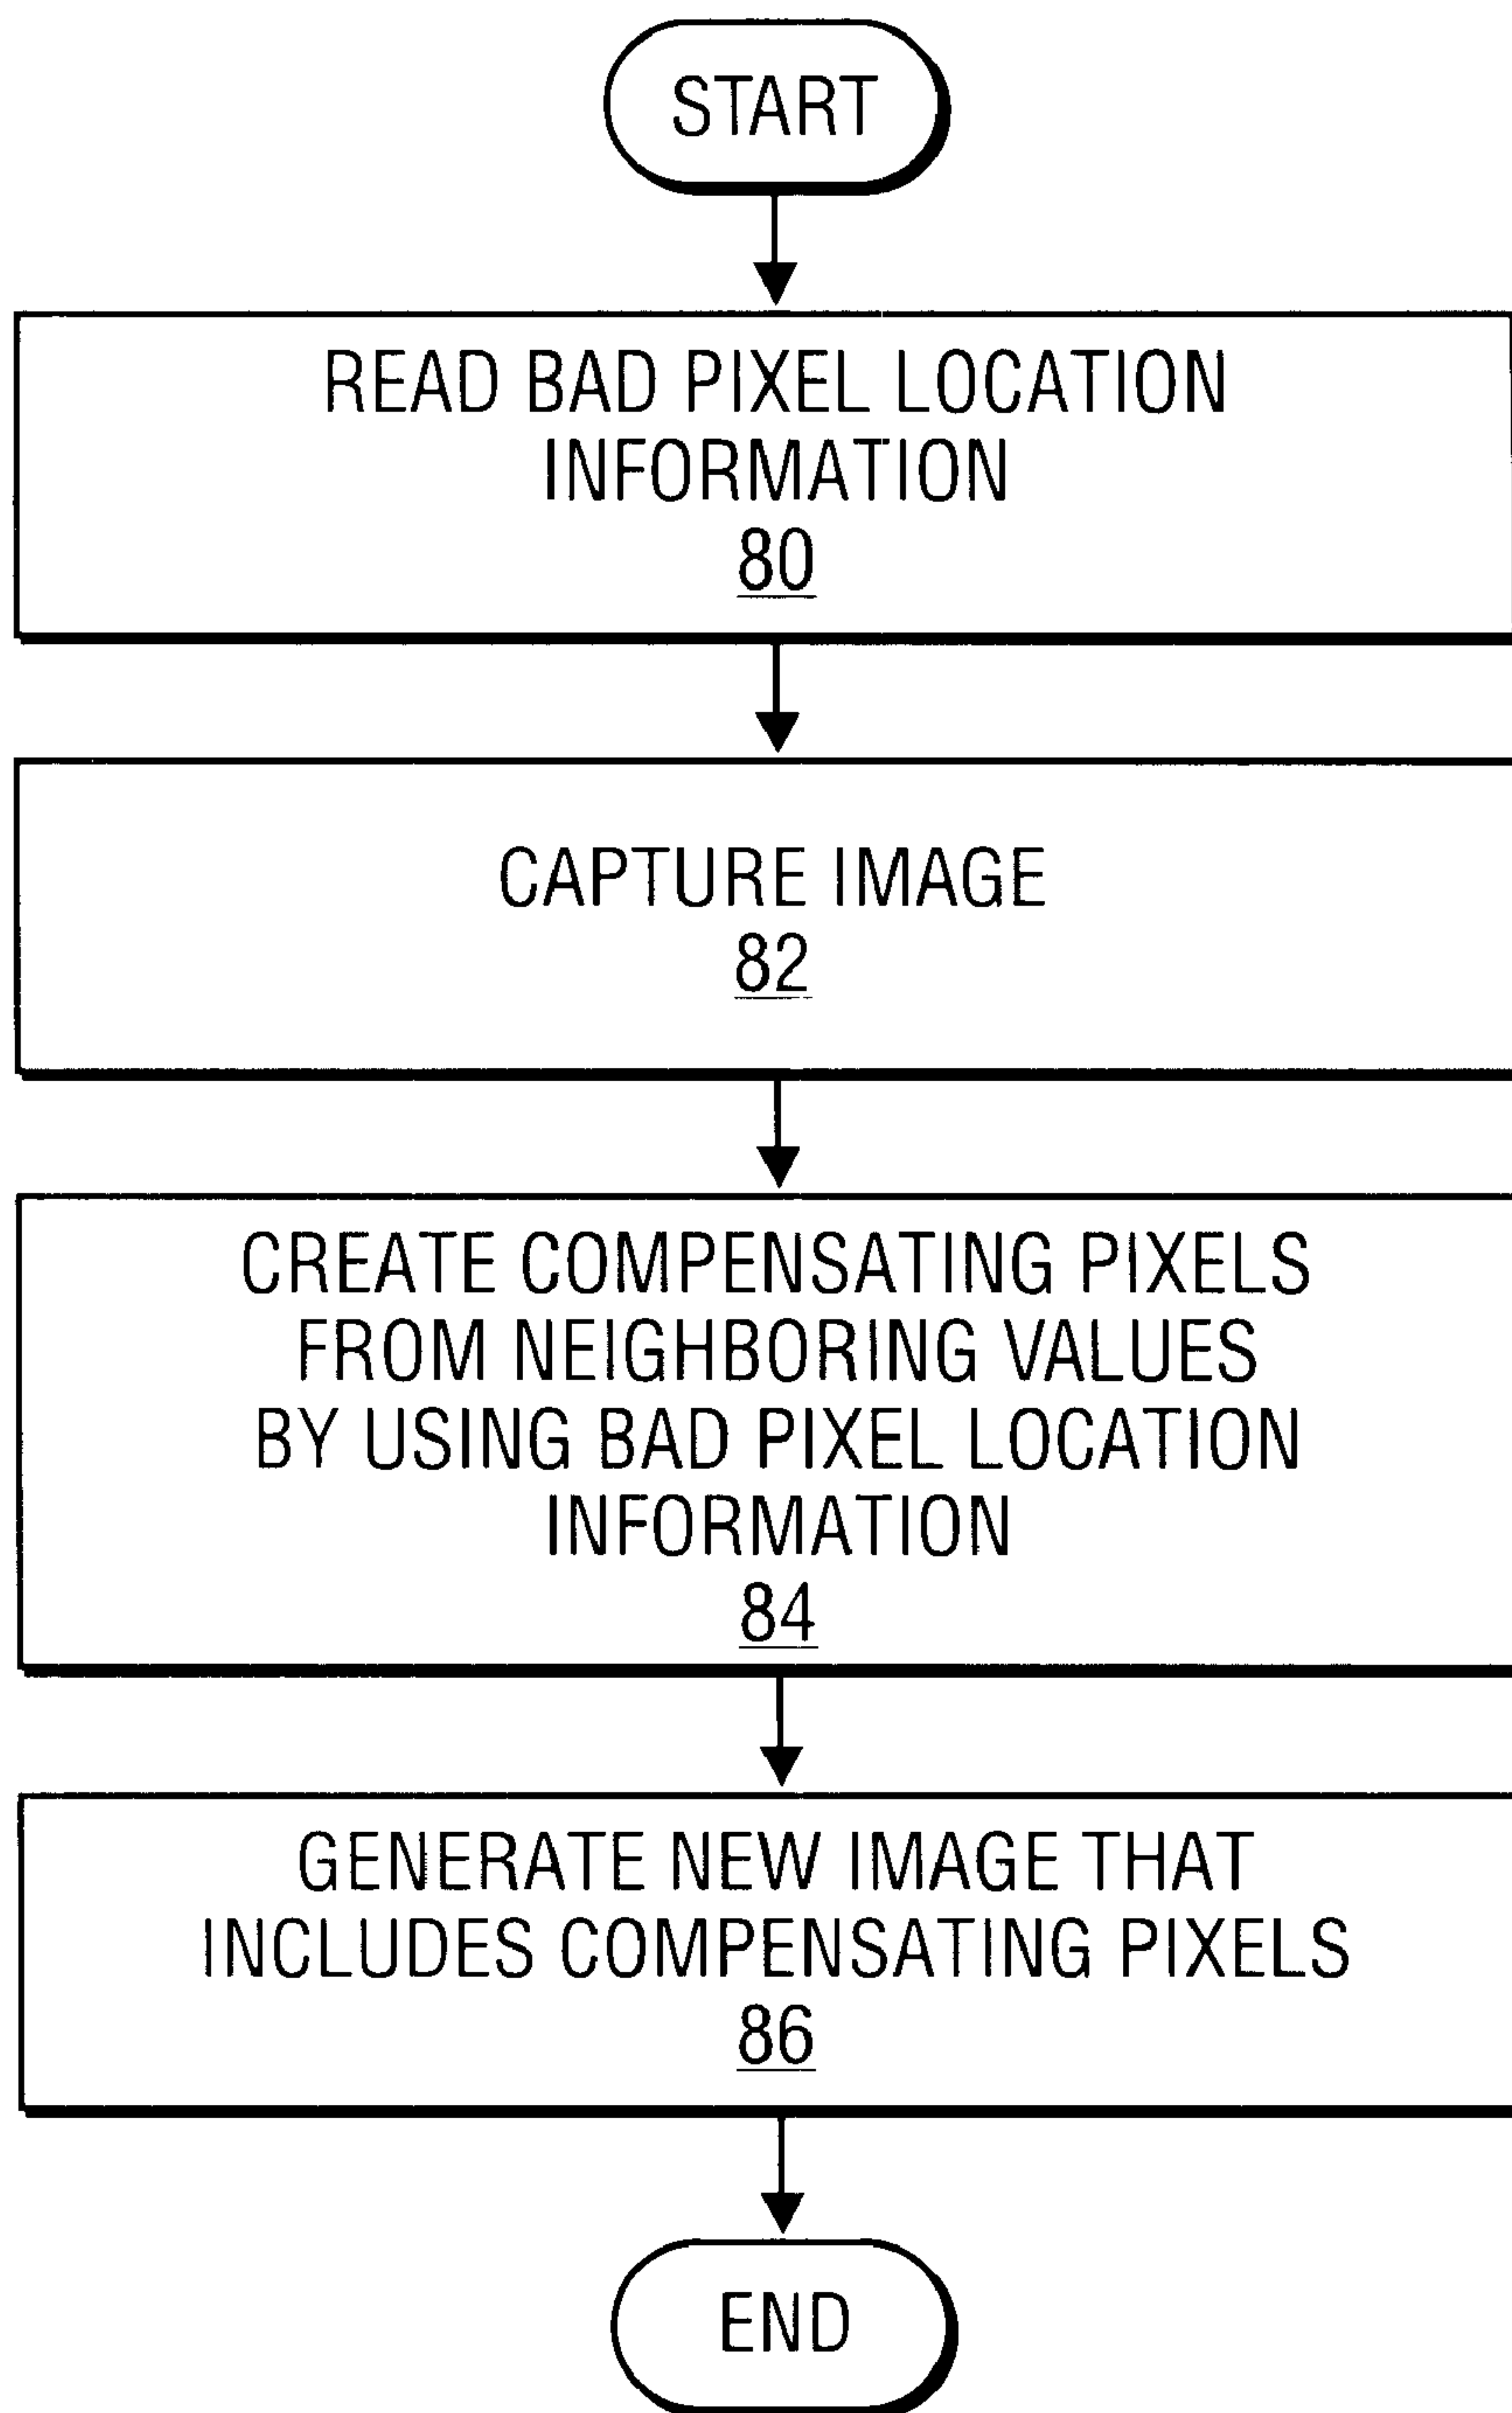 START
READ BAD PIXEL LOCATION
INFORMATION
80
CAPTURE IMAGE
82
CREATE COMPENSATING PIXELS
FROM NEIGHBORING VALUES
BY USING BAD PIXEL LOCATION
INFORMATION
84
GENERATE NEW IMAGE THAT
INCLUDES COMPENSATING PIXELS
86
END